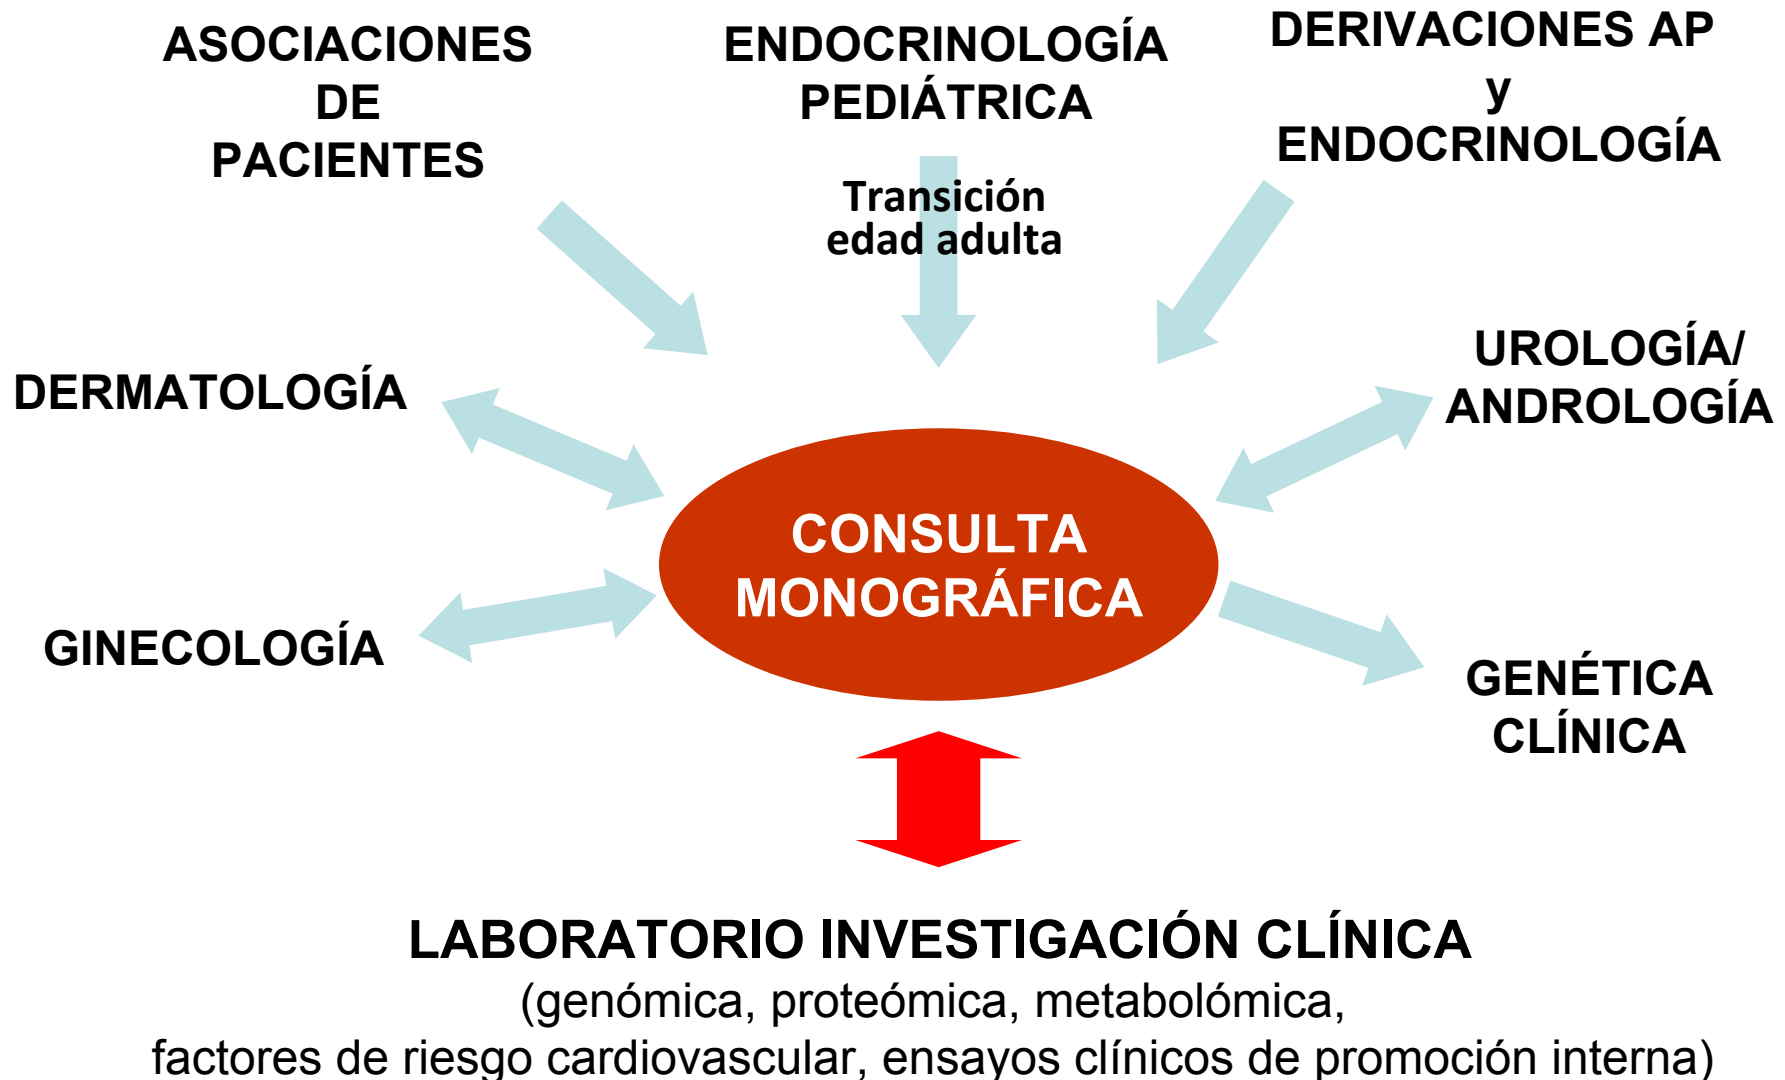 ASOCIACIONES
DE
PACIENTES
ENDOCRINOLOGÍA
PEDIÁTRICA
DERIVACIONES AP
y
ENDOCRINOLOGÍA
Transición
edad adulta
DERMATOLOGÍA
UROLOGÍA/
ANDROLOGÍA
CONSULTA
MONOGRÁFICA
GINECOLOGÍA
GENÉTICA
CLÍNICA
LABORATORIO INVESTIGACIÓN CLÍNICA
(genómica, proteómica, metabolómica,
factores de riesgo cardiovascular, ensayos clínicos de promoción interna)